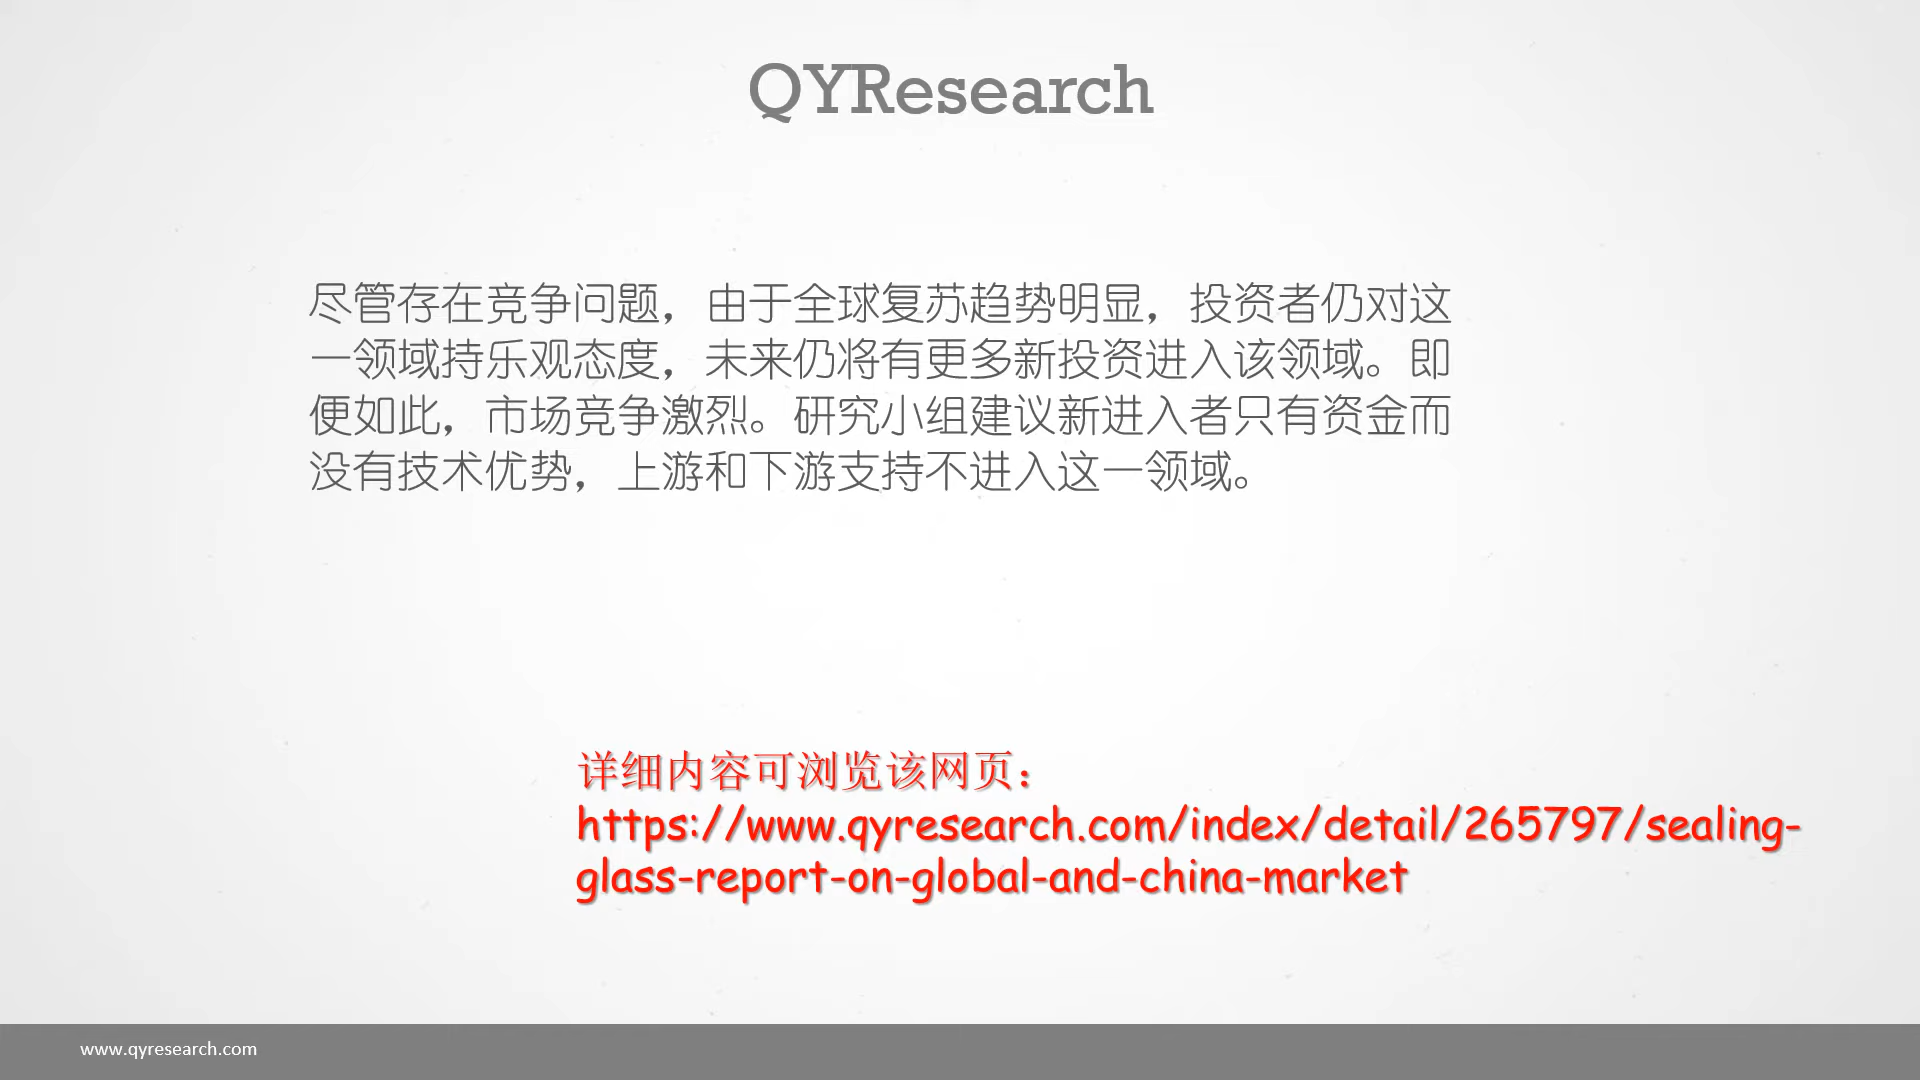 QYResearch
尽管存在竞争问题，由于全球复苏趋势明显，投资者仍对这
一领域持乐观态度，未来仍将有更多新投资进入该领域。即
便如此，市场竞争激烈。研究小组建议新进入者只有资金而
没有技术优势，上游和下游支持不进入这一领域。
详细内容可浏览该网页：
https://www.qyresearch.com/index/detail/265797/sealing-
glass-report-on-global-and-china-market
www.qyresearch.com